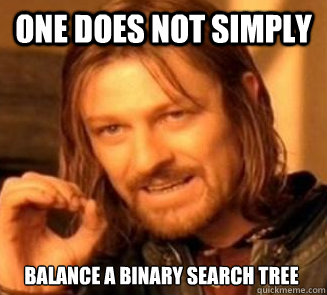 ONE DOES NOT SIMPLY
BALANCE A BINARY SEARCH TREE
quickmeme.com